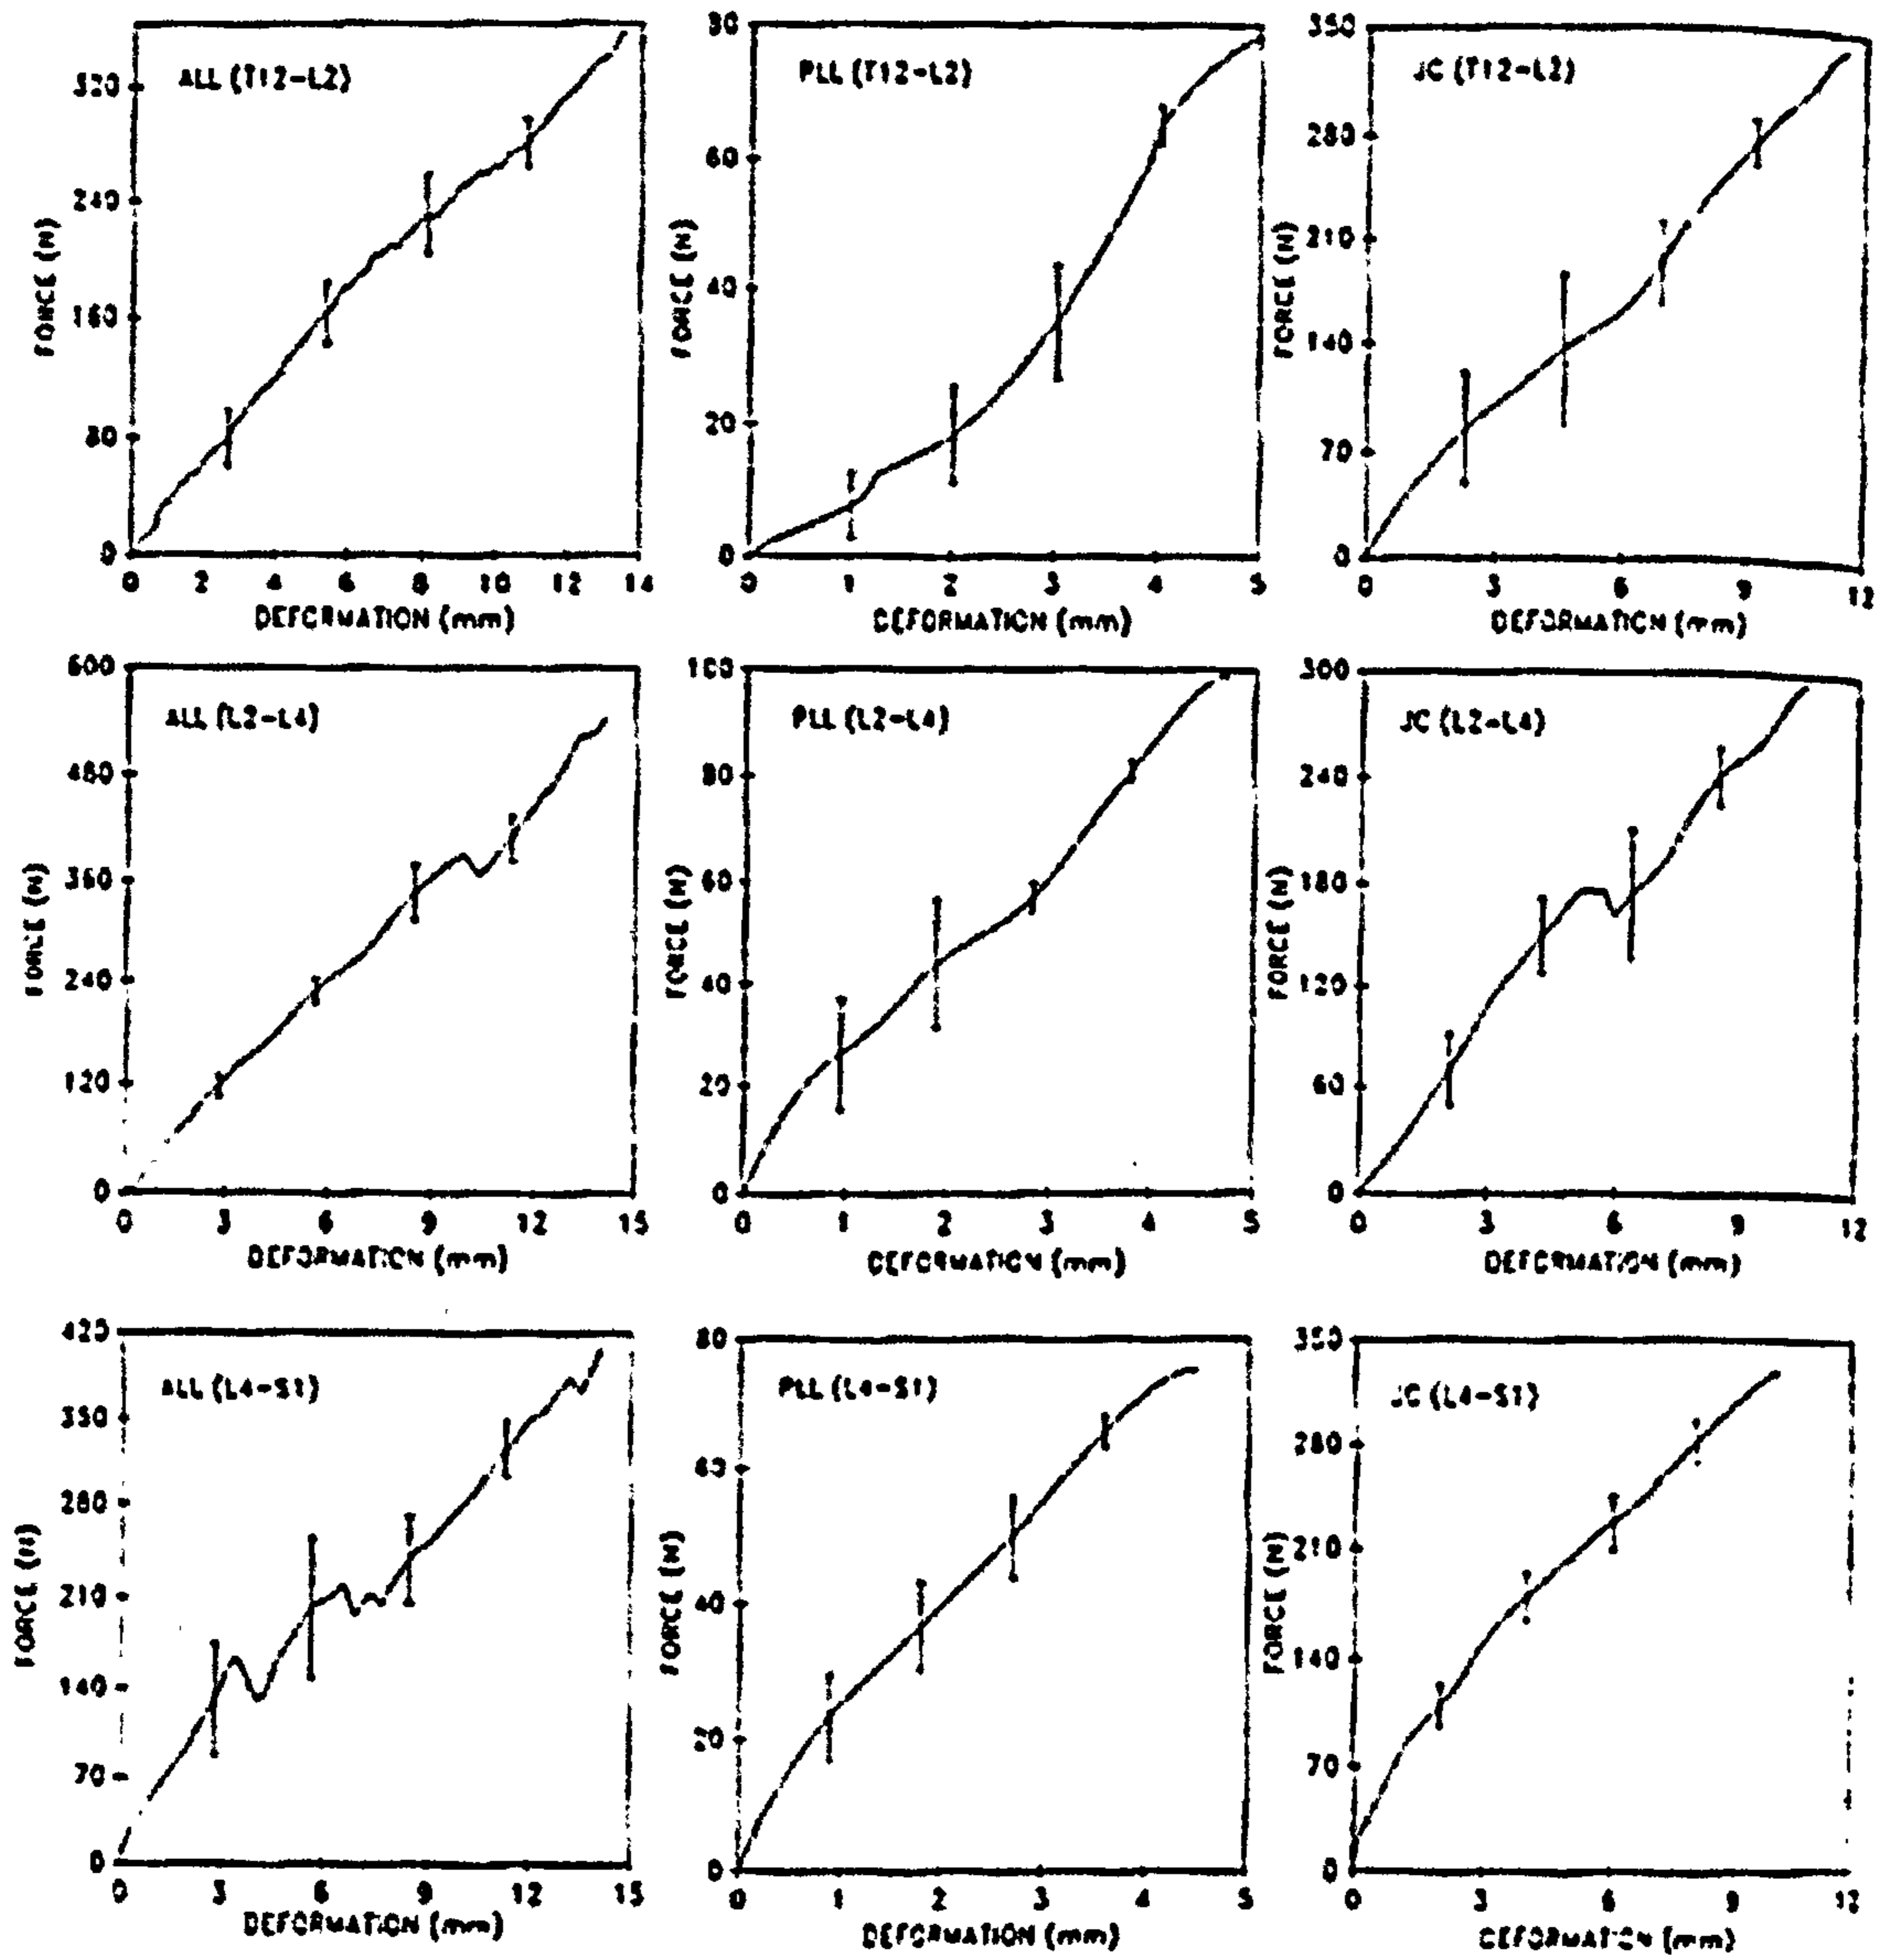 ALL (T12-L2)
320
240
160
80
0
FORCE (N)
0 2 4 6 8 10 12 14
DEFORMATION (mm)
PLL (T12-L2)
80
60
40
20
0
FORCE (N)
0 1 2 3 4 5
DEFORMATION (mm)
JC (T12-L2)
350
280
210
140
70
0
FORCE (N)
0 3 6 9 12
DEFORMATION (mm)
ALL (L2-L4)
600
480
360
240
120
0
FORCE (N)
0 3 6 9 12 15
DEFORMATION (mm)
PLL (L2-L4)
100
80
60
40
20
0
FORCE (N)
0 1 2 3 4 5
DEFORMATION (mm)
JC (L2-L4)
300
240
180
120
60
0
FORCE (N)
0 3 6 9 12
DEFORMATION (mm)
ALL (L4-S1)
420
350
280
210
140
70
0
FORCE (N)
0 3 6 9 12 15
DEFORMATION (mm)
PLL (L4-S1)
80
60
40
20
0
FORCE (N)
0 1 2 3 4 5
DEFORMATION (mm)
JC (L4-S1)
350
280
210
140
70
0
FORCE (N)
0 3 6 9 12
DEFORMATION (mm)